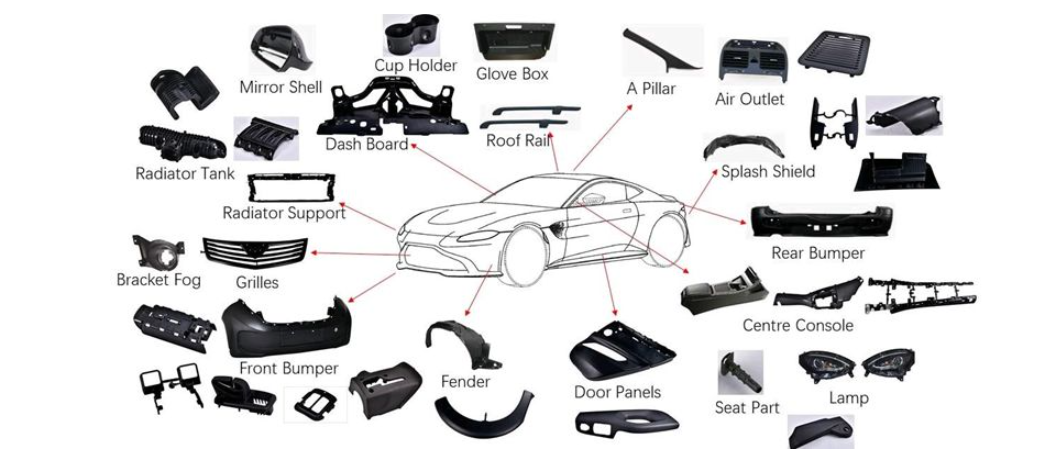 Mirror Shell
Cup Holder
Glove Box
A Pillar
Air Outlet
Dash Board
Roof Rail
Radiator Tank
Splash Shield
Radiator Support
Rear Bumper
Bracket Fog
Grilles
Centre Console
Front Bumper
Fender
Door Panels
Seat Part
Lamp